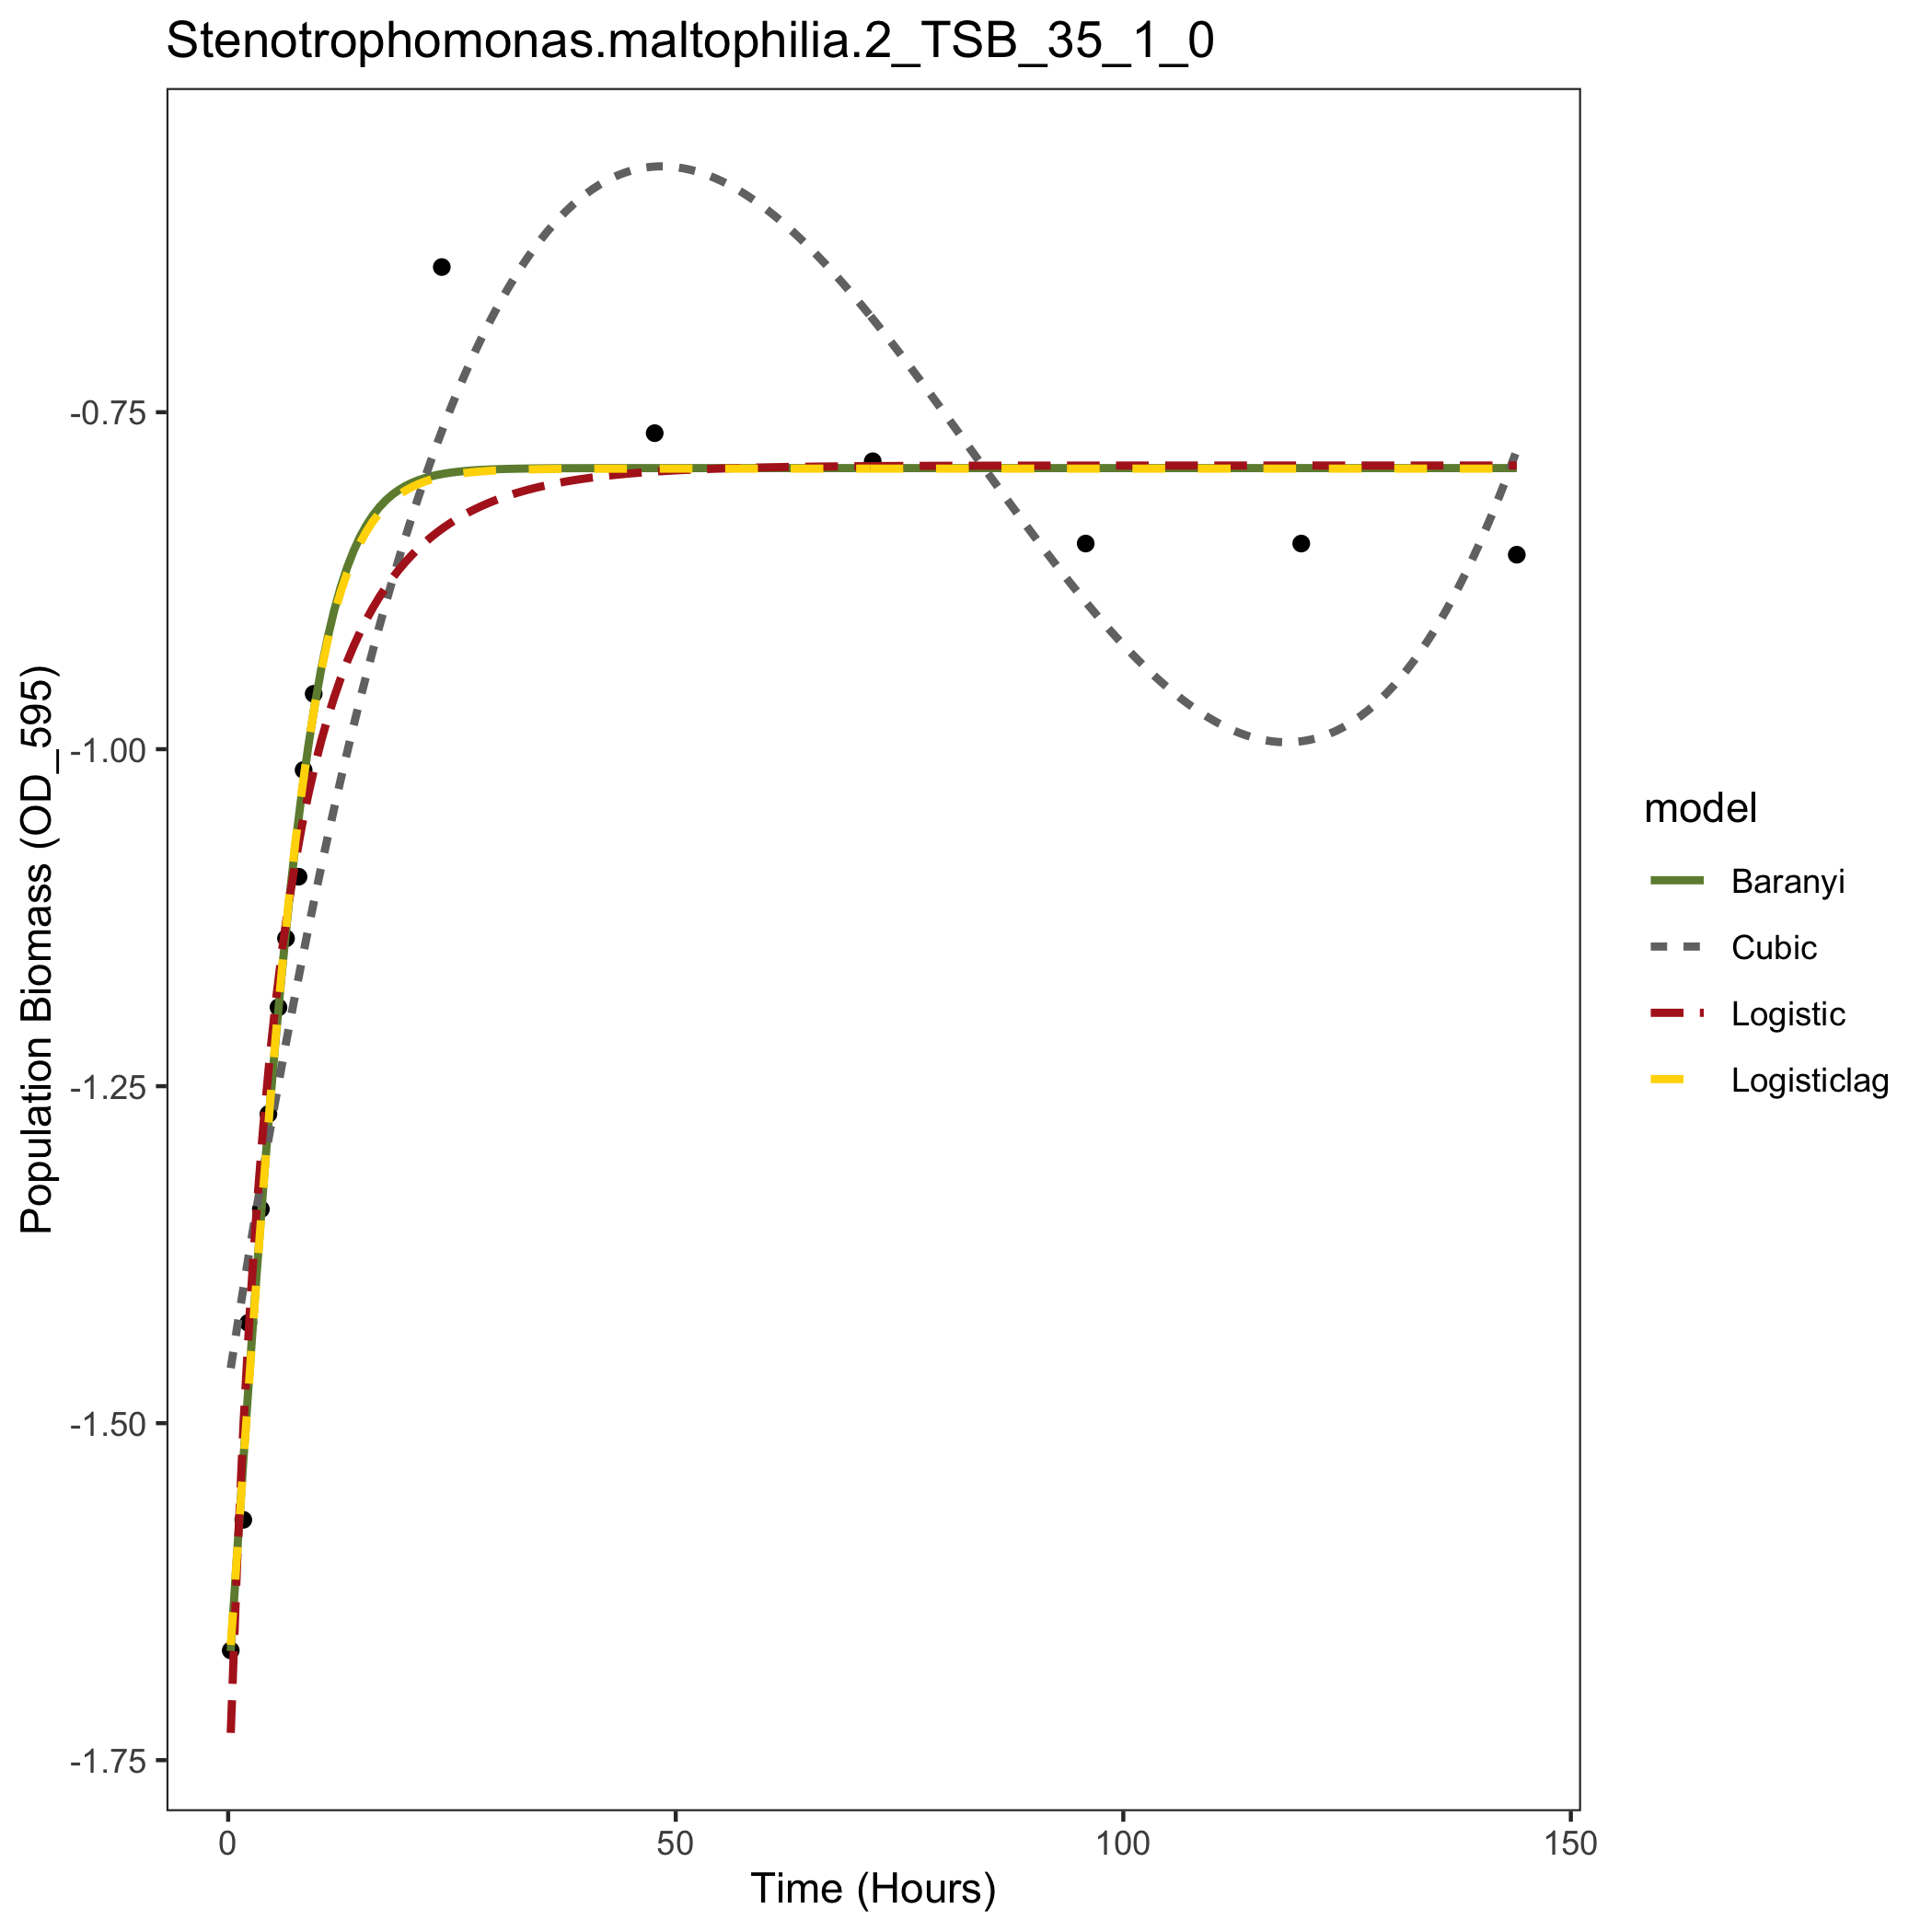 Stenotrophomonas.maltophilia.2_TSB_35_1_0
Population Biomass (OD_595)
-0.75
-1.00
-1.25
-1.50
-1.75
0
50
100
150
Time (Hours)
model
Baranyi
Cubic
Logistic
Logisticlag